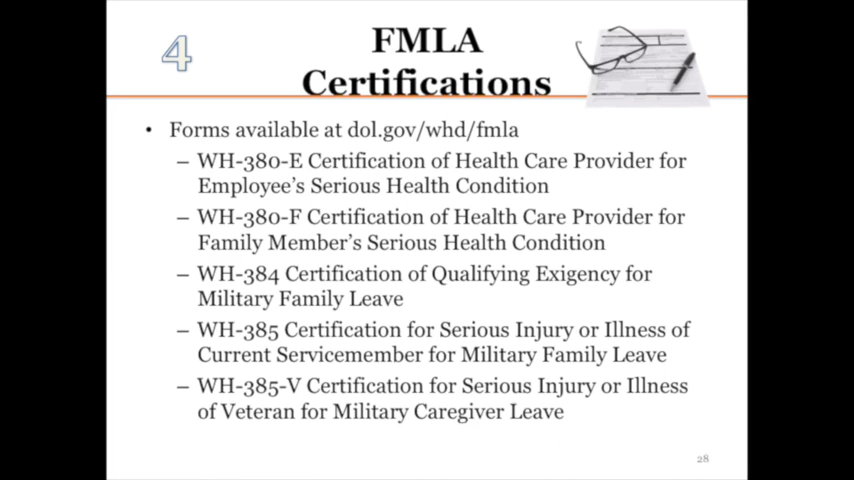 4
FMLA
Certifications
• Forms available at dol.gov/whd/fmla
– WH-380-E Certification of Health Care Provider for
Employee’s Serious Health Condition
– WH-380-F Certification of Health Care Provider for
Family Member’s Serious Health Condition
– WH-384 Certification of Qualifying Exigency for
Military Family Leave
– WH-385 Certification for Serious Injury or Illness of
Current Servicemember for Military Family Leave
– WH-385-V Certification for Serious Injury or Illness
of Veteran for Military Caregiver Leave
28